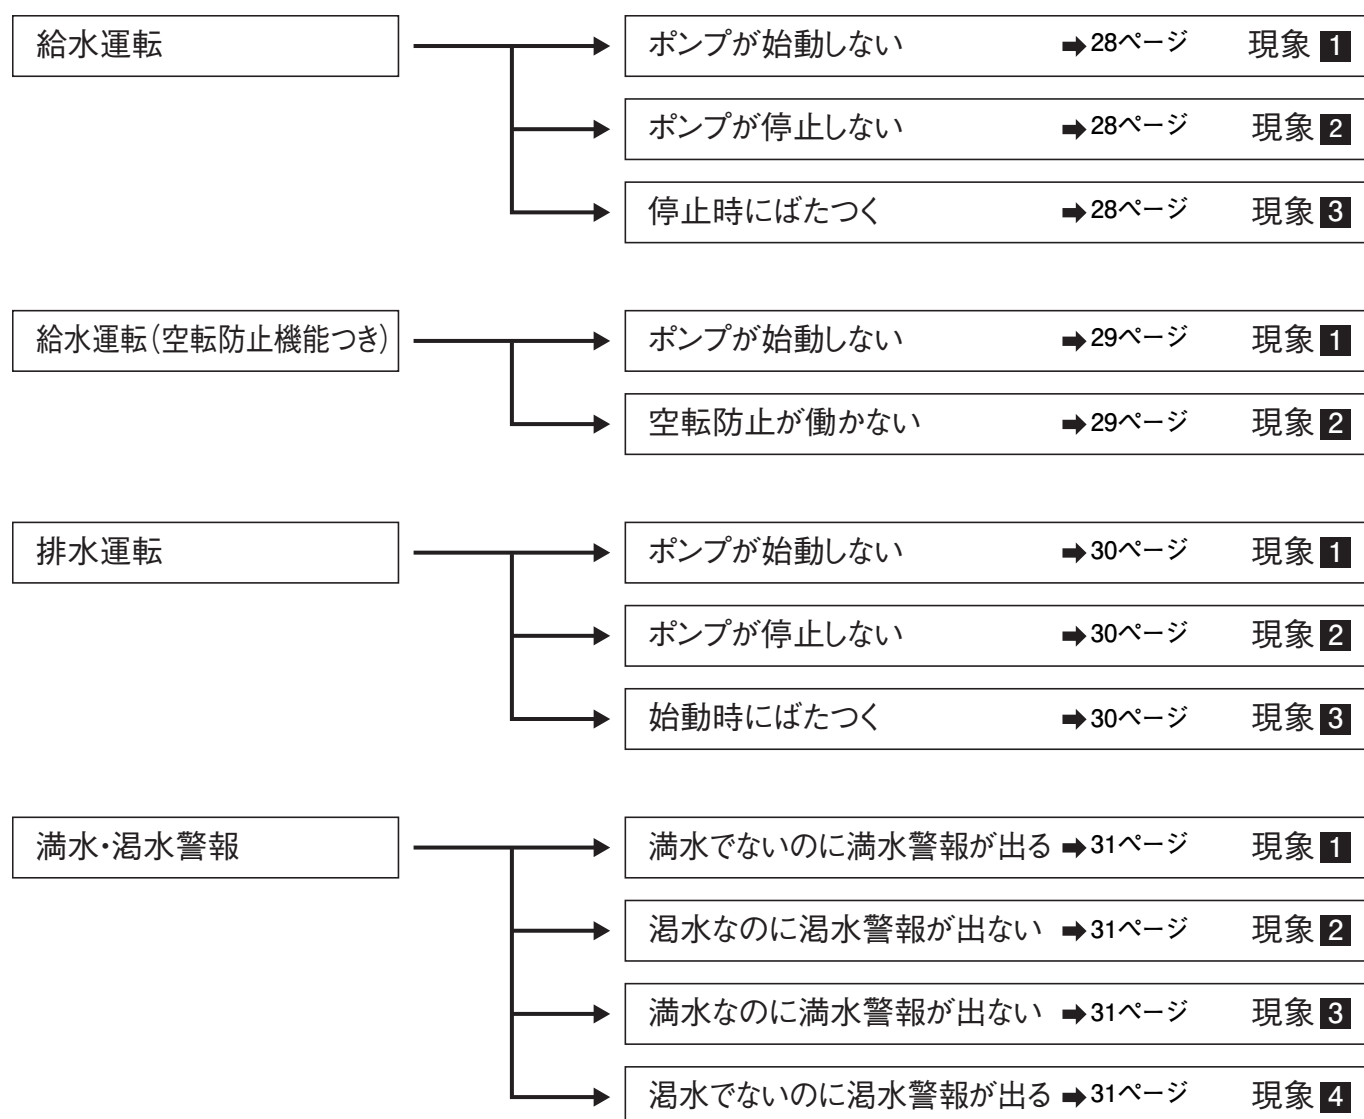 給水運転
ポンプが始動しない ➡28ページ 現象 1
ポンプが停止しない ➡28ページ 現象 2
停止時にばたつく ➡28ページ 現象 3
給水運転(空転防止機能つき)
ポンプが始動しない ➡29ページ 現象 1
空転防止が働かない ➡29ページ 現象 2
排水運転
ポンプが始動しない ➡30ページ 現象 1
ポンプが停止しない ➡30ページ 現象 2
始動時にばたつく ➡30ページ 現象 3
満水・渇水警報
満水でないのに満水警報が出る ➡31ページ 現象 1
渇水なのに渇水警報が出ない ➡31ページ 現象 2
満水なのに満水警報が出ない ➡31ページ 現象 3
渇水でないのに渇水警報が出る ➡31ページ 現象 4